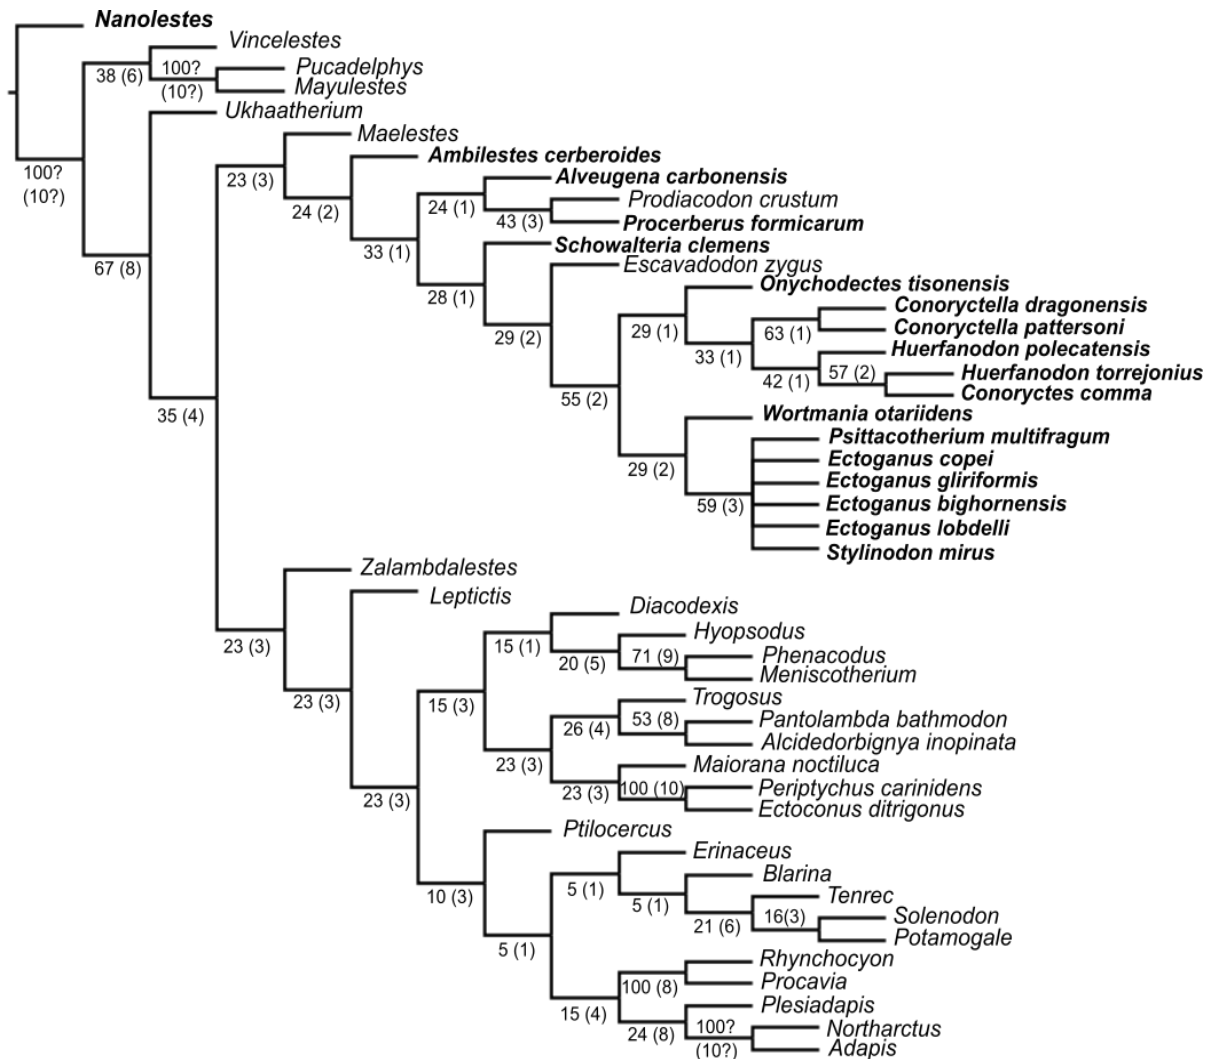 Nanolestes
Vincelestes
38 (6)
100?
Pucadelphys
(10?)
Mayulestes
Ukhaatherium
Maelestes
Ambilestes cerberoides
100?
(10?)
23 (3)
Alveugena carbonensis
24 (2)
24 (1)
Prodiacodon crustum
43 (3)
Procerberus formicarum
33 (1)
Schowalteria clemens
67 (8)
Escavadodon zygus
28 (1)
Onychodectes tisonensis
29 (2)
29 (1)
63 (1)
Conoryctella dragonensis
Conoryctella pattersoni
33 (1)
Huerfanodon polecatensis
42 (1)
57 (2)
Huerfanodon torrejonius
Conoryctes comma
55 (2)
35 (4)
Wortmania otariidens
Psittacotherium multifragum
29 (2)
Ectoganus copei
Ectoganus gliriformis
59 (3)
Ectoganus bighornensis
Ectoganus lobdelli
Stylinodon mirus
Zalambdalestes
Leptictis
Diacodexis
23 (3)
15 (1)
Hyopsodus
20 (5)
71 (9)
Phenacodus
Meniscotherium
23 (3)
15 (3)
Trogosus
26 (4)
53 (8)
Pantolambda bathmodon
Alcidedorbignya inopinata
23 (3)
Maiorana noctiluca
23 (3)
23 (3)
100 (10)
Periptychus carinidens
Ectoconus ditrigonus
Ptilocercus
Erinaceus
10 (3)
5 (1)
Blarina
5 (1)
Tenrec
21 (6)
16(3)
Solenodon
Potamogale
5 (1)
Rhynchocyon
100 (8)
Procavia
15 (4)
Plesiadapis
24 (8)
100?
Northarctus
(10?)
Adapis